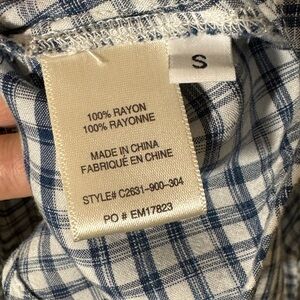 S
100% RAYON
100% RAYONNE
MADE IN CHINA
FABRIQUÉ EN CHINE
STYLE# C2631-900-304
PO # EM17823